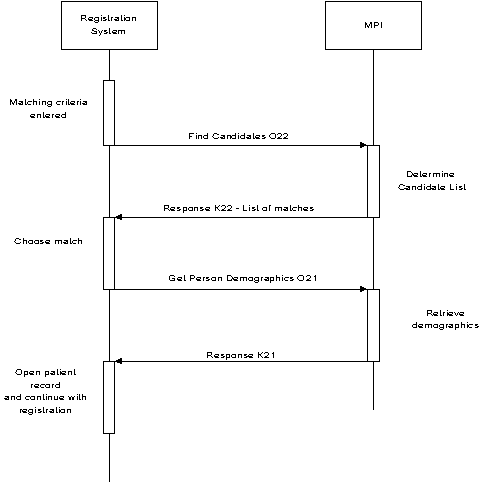 Registration
System
MPI
Matching criteria
entered
Find Candidates Q22
Determine
Candidate List
Response K22 - List of matches
Choose match
Get Person Demographics Q21
Retrieve
demographics
Response K21
Open patient
record
and continue with
registration